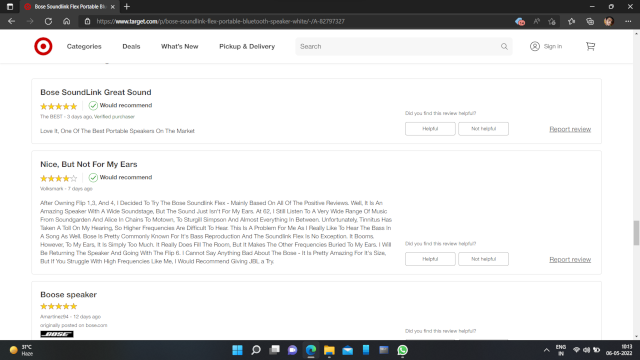 Bose Soundlink Flex Portable Bl
https://www.target.com/p/bose-soundlink-flex-portable-bluetooth-speaker-white/-/A-82797327
Categories Deals What's New Pickup & Delivery Search Sign in
Bose SoundLink Great Sound
Would recommend
The BEST - 3 days ago, Verified purchaser
Love it, One Of The Best Portable Speakers On The Market
Did you find this review helpful?
Helpful Not helpful Report review
Nice, But Not For My Ears
Would recommend
Yolkemark - 7 days ago
After Owning Flip 1,3, And 4, I Decided To Try The Bose Soundlink Flex - Mainly Based On All Of The Positive Reviews. Well, It Is An
Amazing Speaker With A Wide Soundstage, But The Sound Just Isn't For My Ears. At 62, I Still Listen To A Very Wide Range Of Music
From Soundgarden And Alice In Chains To Motown, To Sturgill Simpson And Almost Everything In Between. Unfortunately, Tinnitus Has
Taken A Toll On My Hearing, So Higher Frequencies Are Difficult To Hear. This Is A Problem For Me As I Really Like To Hear The Bass In
A Song As Well. Bose Is Pretty Commonly Known For It's Bass Reproduction And The Soundlink Flex Is No Exception. It Booms.
However, To My Ears, It Is Simply Too Much. It Really Does Fill The Room, But It Makes The Other Frequencies Buried To My Ears. I Will
Be Returning The Speaker And Going With The Flip 6. I Cannot Say Anything Bad About The Bose - It Is Pretty Amazing For It's Size,
But If You Struggle With High Frequencies Like Me, I Would Recommend Giving JBL a Try.
Did you find this review helpful?
Helpful Not helpful Report review
Boose speaker
Amartinez94 - 12 days ago
originally posted on bose.com
BOSE
Did you find this review helpful?
31°C
Haze
ENG
IN
10:13
06-05-2022